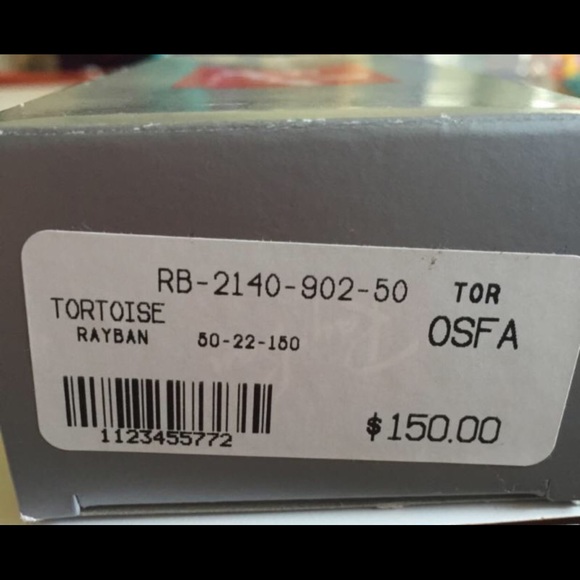 RB-2140-902-50 TOR
TORTOISE
RAYBAN 50-22-150 OSFA
1123455772
$150.00